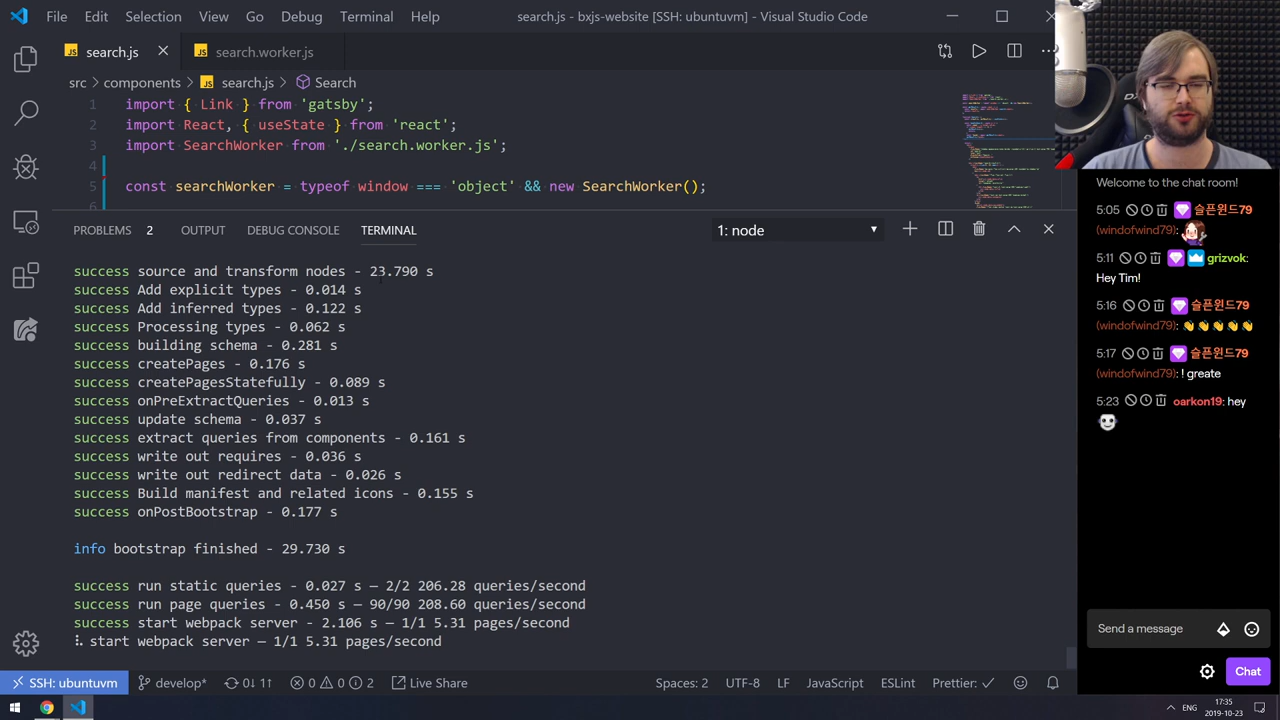 File Edit Selection View Go Debug Terminal Help
search.js - bxjs-website [SSH: ubuntuvm] - Visual Studio Code
JS search.js
JS search.worker.js
src > components > JS search.js > Search
1 import { Link } from 'gatsby';
2 import React, { } from 'react';
3 import from './search.worker.js';
4
5 const searchWorker window === 'object' && new SearchWorker();
6
PROBLEMS 2 OUTPUT DEBUG CONSOLE TERMINAL
1: node
success source and transform nodes - 23.790 s
success Add explicit types - 0.014 s
success Add inferred types - 0.122 s
success Processing types - 0.062 s
success building schema - 0.281 s
success createPages - 0.176 s
success createPagesStatefully - 0.089 s
success onPreExtractQueries - 0.013 s
success update schema - 0.037 s
success extract queries from components - 0.161 s
success write out requires - 0.036 s
success write out redirect data - 0.026 s
success Build manifest and related icons - 0.155 s
success onPostBootstrap - 0.177 s
info bootstrap finished - 29.730 s
success run static queries - 0.027 s — 2/2 206.28 queries/second
success run page queries - 0.450 s — 90/90 208.60 queries/second
success start webpack server - 2.106 s — 1/1 5.31 pages/second
start webpack server — 1/1 5.31 pages/second
SSH: ubuntuvm develop* 0↓ 1↑ 0 0 2 Live Share Spaces: 2 UTF-8 LF JavaScript ESLint Prettier: ✓
ENG 17:35
2019-10-23
Welcome to the chat room!
5:05 슬픈윈드79
(windofwind79):
5:11 grizvok:
Hey Tim!
5:16 슬픈윈드79
(windofwind79): 👏👏👏👏👏
5:17 슬픈윈드79
(windofwind79): ! greate
5:23 oarkon19: hey
Send a message
Chat